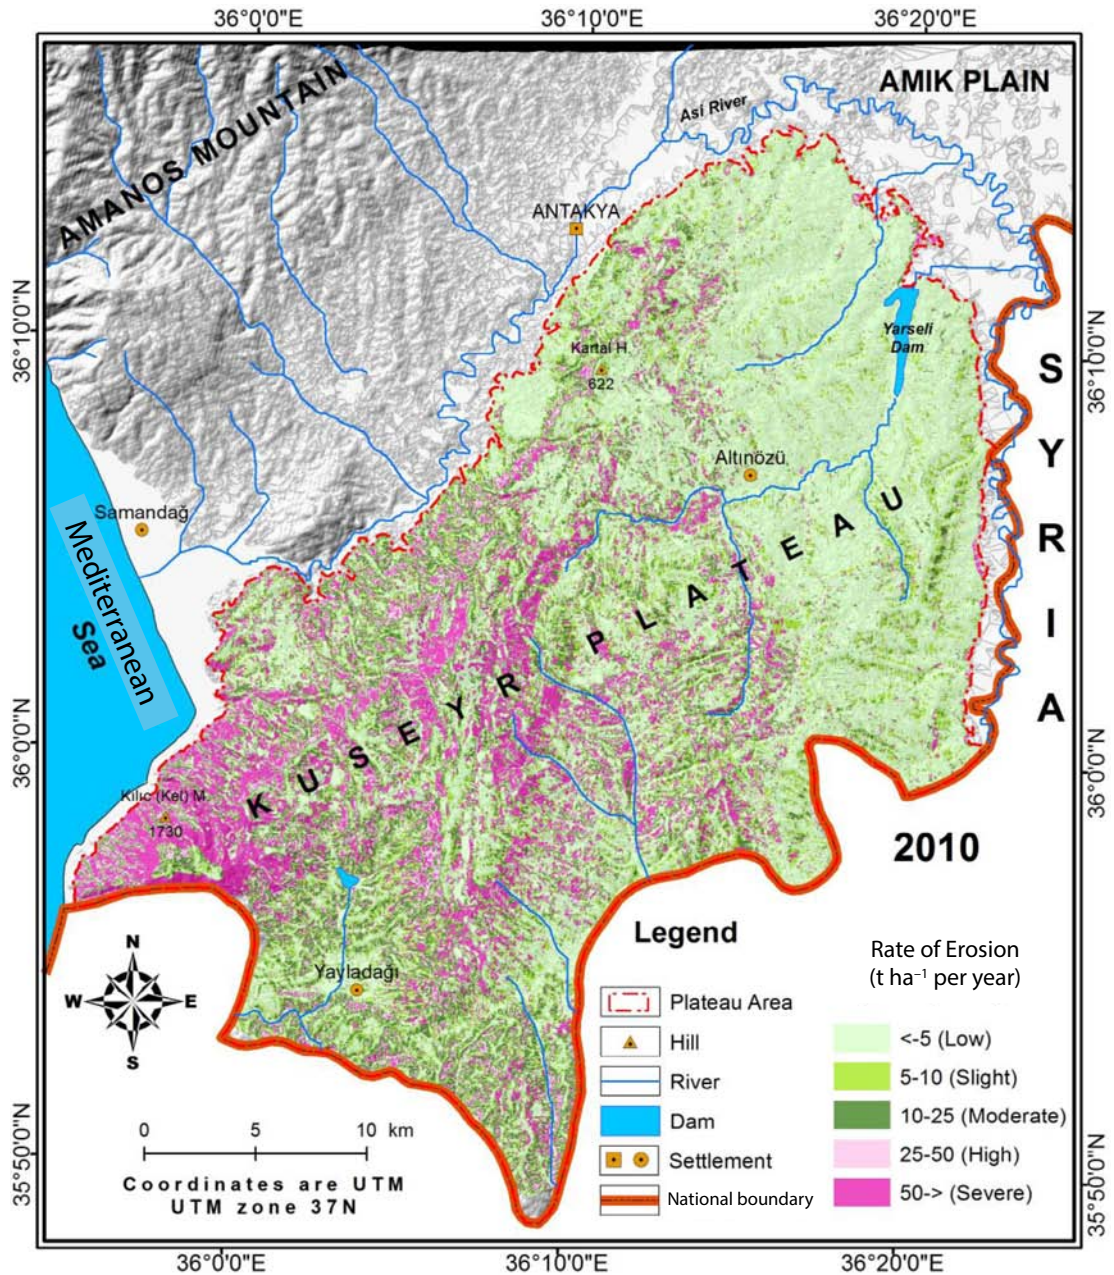 36°0'0"E
36°10'0"E
36°20'0"E
AMIK PLAIN
Asi River
AMANOS MOUNTAIN
ANTAKYA
36°10'0"N
36°10'0"N
Yarseli
Dam
Kartal H.
622
SYRIA
Altınözü
Samandağ
Mediterranean
Sea
KUSEYR PLATEAU
36°0'0"N
36°0'0"N
Kılıc (Kel) M.
1730
2010
Yayladağı
N
W
E
S
0
5
10 km
Coordinates are UTM
UTM zone 37N
Legend
Plateau Area
Hill
River
Dam
Settlement
National boundary
Rate of Erosion
(t ha⁻¹ per year)
<-5 (Low)
5-10 (Slight)
10-25 (Moderate)
25-50 (High)
50-> (Severe)
35°50'0"N
35°50'0"N
36°0'0"E
36°10'0"E
36°20'0"E